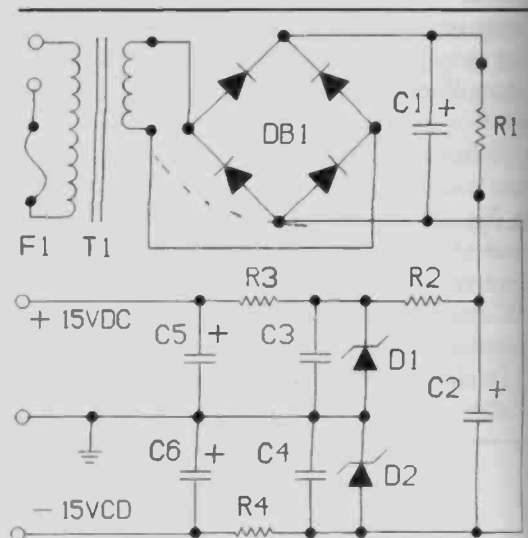 C1 +
R1
DB1
F1 T1
R3
R2
+ 15VDC
C5 +
C3
D1
C2 +
C6 +
C4
D2
- 15VCD
R4